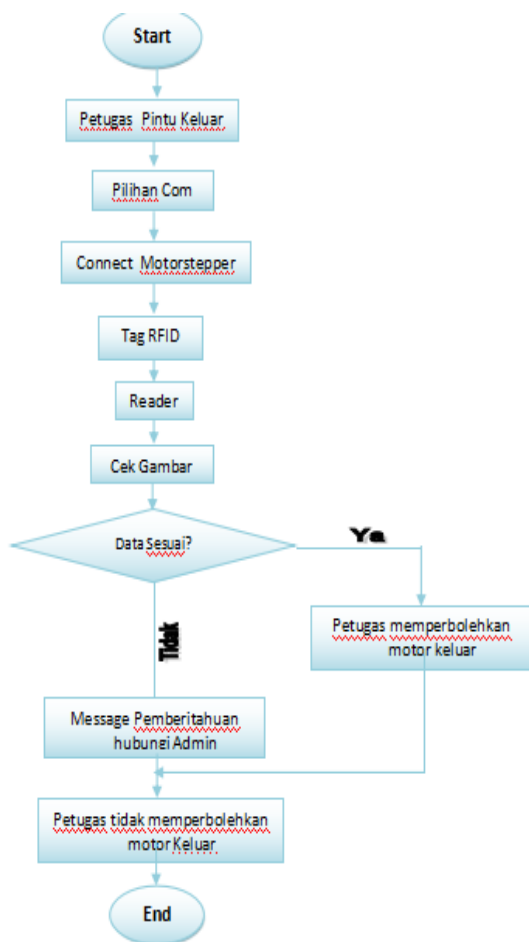 Start
Petugas Pintu Keluar
Pilihan Com
Connect Motorstepper
Tag RFID
Reader
Cek Gambar
Data Sesuai?
Ya
Tidak
Petugas memperbolehkan
motor keluar
Message Pemberitahuan
hubungi Admin
Petugas tidak memperbolehkan
motor Keluar
End